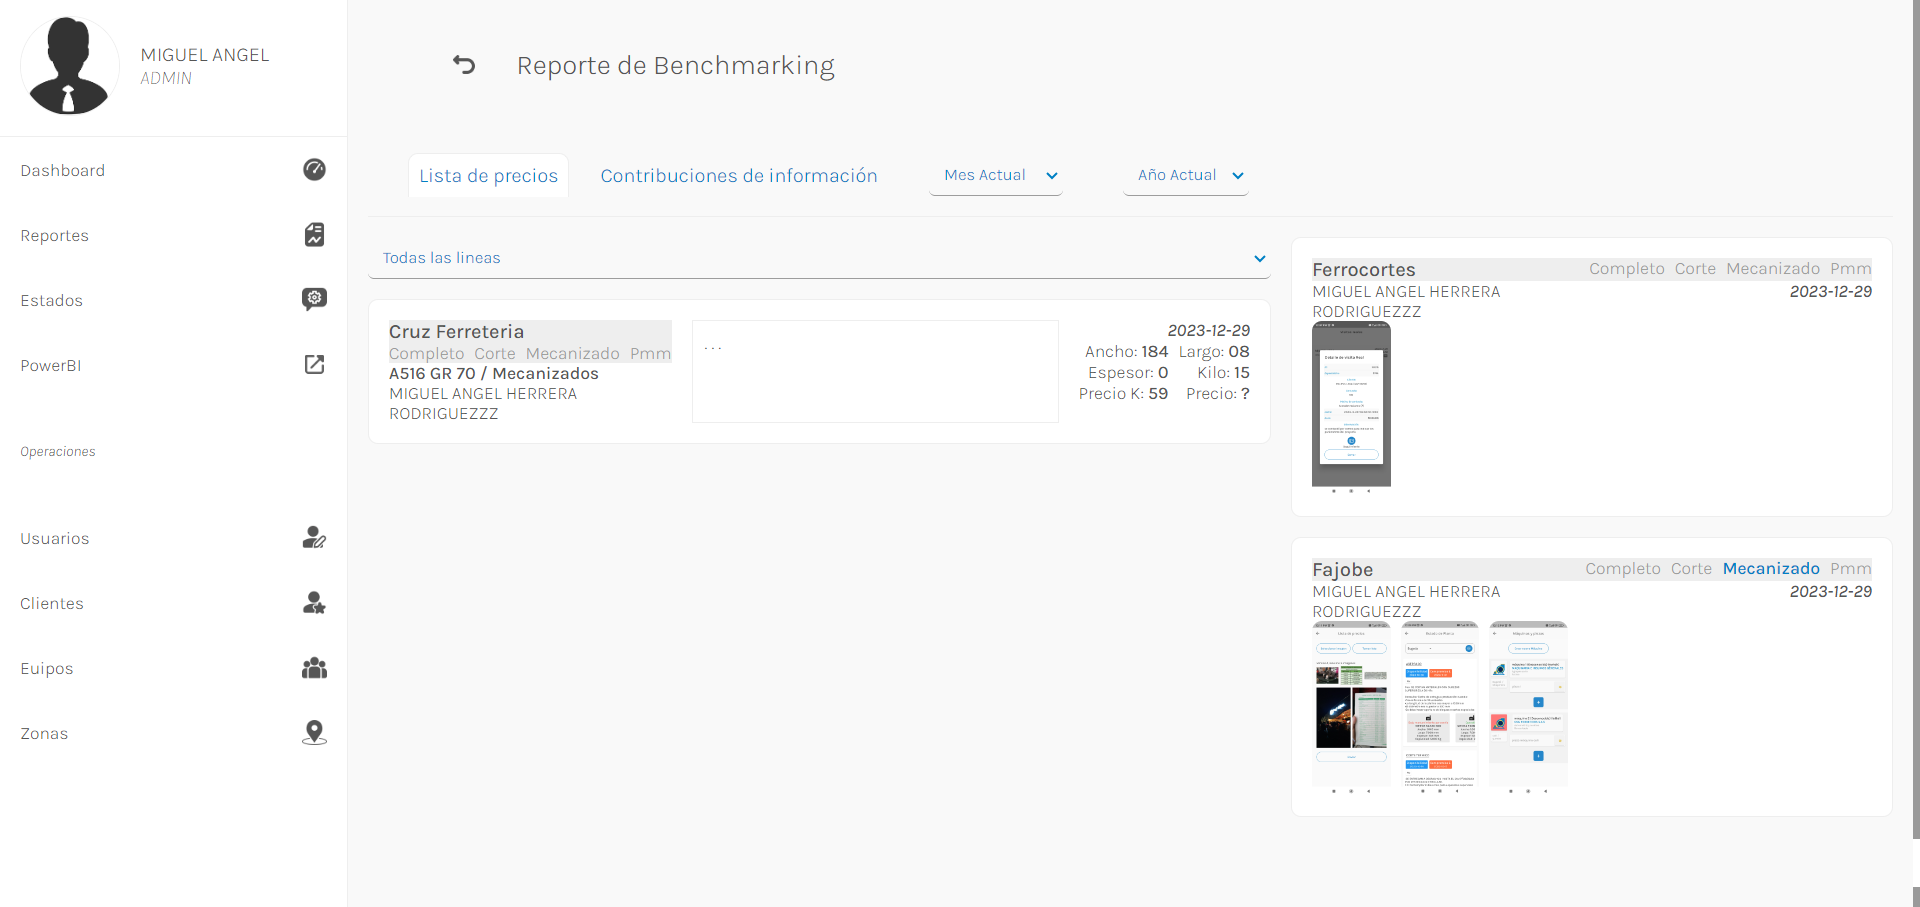 MIGUEL ANGEL
ADMIN
Dashboard
Reportes
Estados
PowerBI
Operaciones
Usuarios
Clientes
Euipos
Zonas
Reporte de Benchmarking
Lista de precios
Contribuciones de información
Mes Actual
Año Actual
Todas las lineas
Cruz Ferreteria
Completo Corte Mecanizado Pmm
A516 GR 70 / Mecanizados
MIGUEL ANGEL HERRERA
RODRIGUEZZZ
...
2023-12-29
Ancho: 184 Largo: 08
Espesor: 0 Kilo: 15
Precio K: 59 Precio: ?
Ferrocortes Completo Corte Mecanizado Pmm
MIGUEL ANGEL HERRERA 2023-12-29
RODRIGUEZZZ
Fajobe Completo Corte Mecanizado Pmm
MIGUEL ANGEL HERRERA 2023-12-29
RODRIGUEZZZ